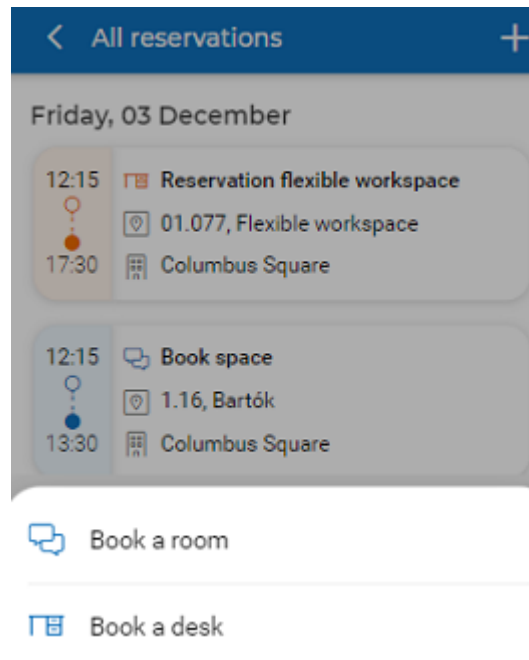 All reservations
Friday, 03 December
12:15 Reservation flexible workspace
01.077, Flexible workspace
17:30 Columbus Square
12:15 Book space
1.16, Bartók
13:30 Columbus Square
Book a room
Book a desk